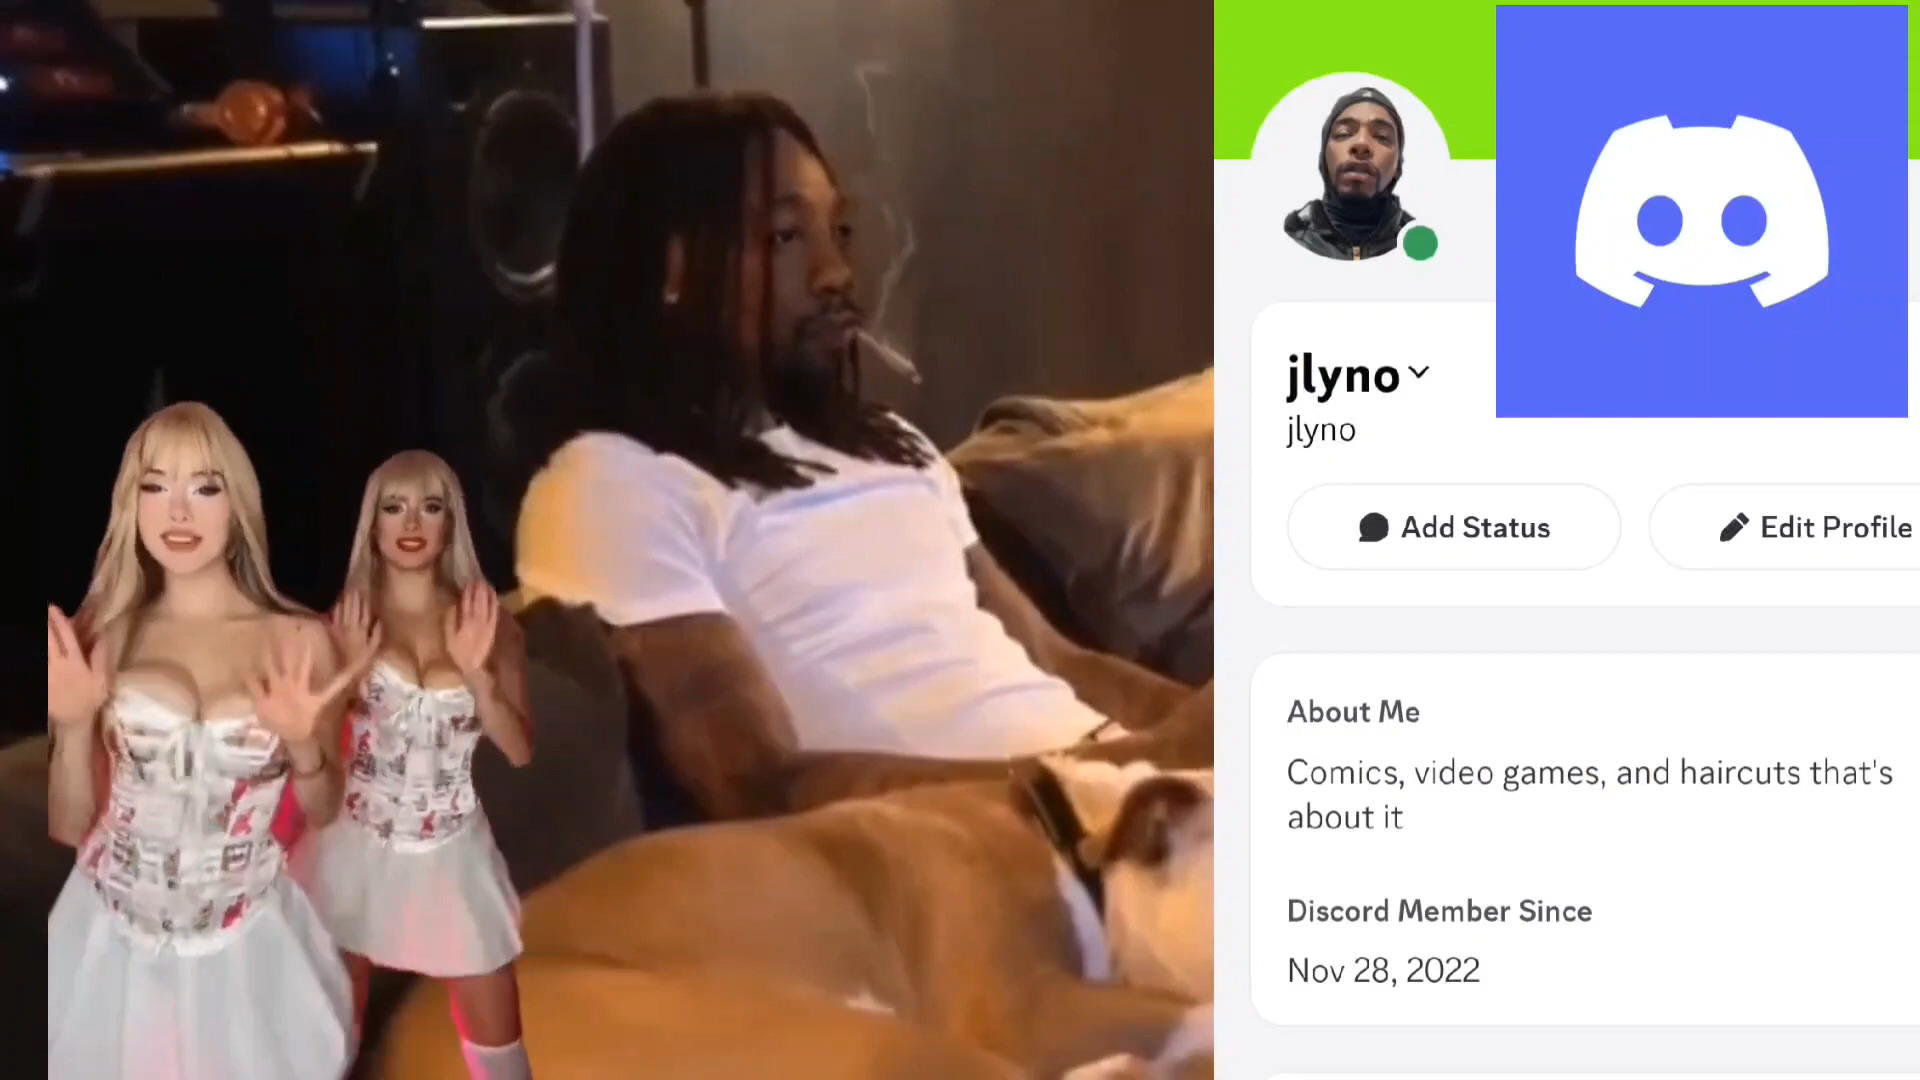 jlyno
jlyno
Add Status
Edit Profile
About Me
Comics, video games, and haircuts that's
about it
Discord Member Since
Nov 28, 2022